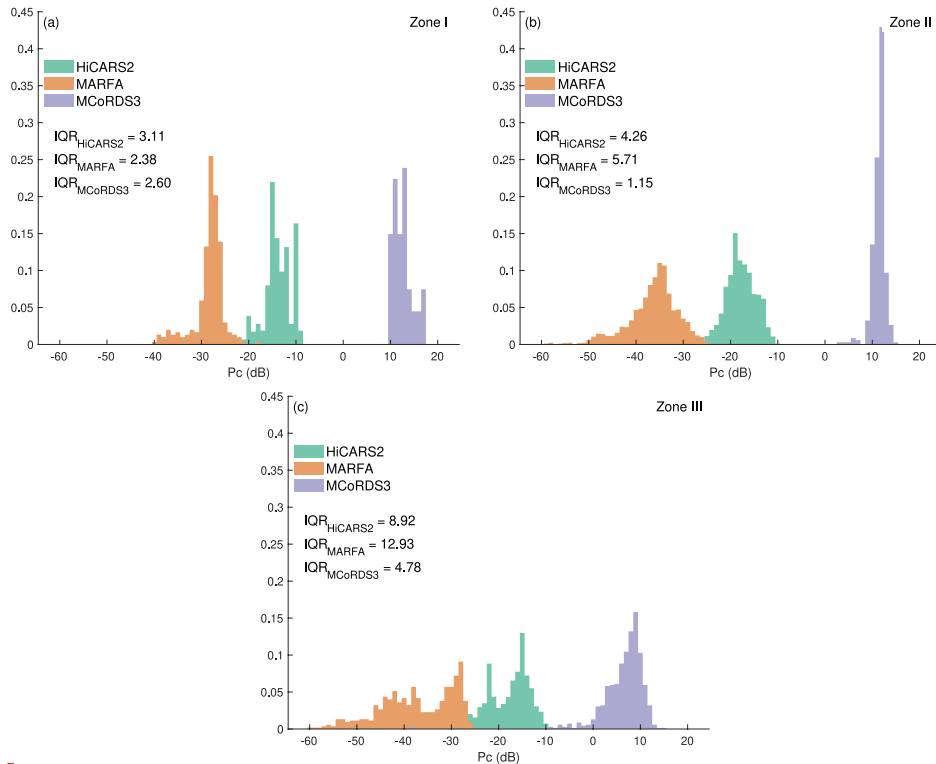 (a) Zone I
0.45
0.4
0.35
0.3
0.25
0.2
0.15
0.1
0.05
0
HiCARS2
MARFA
MCoRDS3
IQR_HiCARS2 = 3.11
IQR_MARFA = 2.38
IQR_MCoRDS3 = 2.60
-60 -50 -40 -30 -20 -10 0 10 20
Pc (dB)
(b) Zone II
0.45
0.4
0.35
0.3
0.25
0.2
0.15
0.1
0.05
0
HiCARS2
MARFA
MCoRDS3
IQR_HiCARS2 = 4.26
IQR_MARFA = 5.71
IQR_MCoRDS3 = 1.15
-60 -50 -40 -30 -20 -10 0 10 20
Pc (dB)
(c) Zone III
0.45
0.4
0.35
0.3
0.25
0.2
0.15
0.1
0.05
0
HiCARS2
MARFA
MCoRDS3
IQR_HiCARS2 = 8.92
IQR_MARFA = 12.93
IQR_MCoRDS3 = 4.78
-60 -50 -40 -30 -20 -10 0 10 20
Pc (dB)